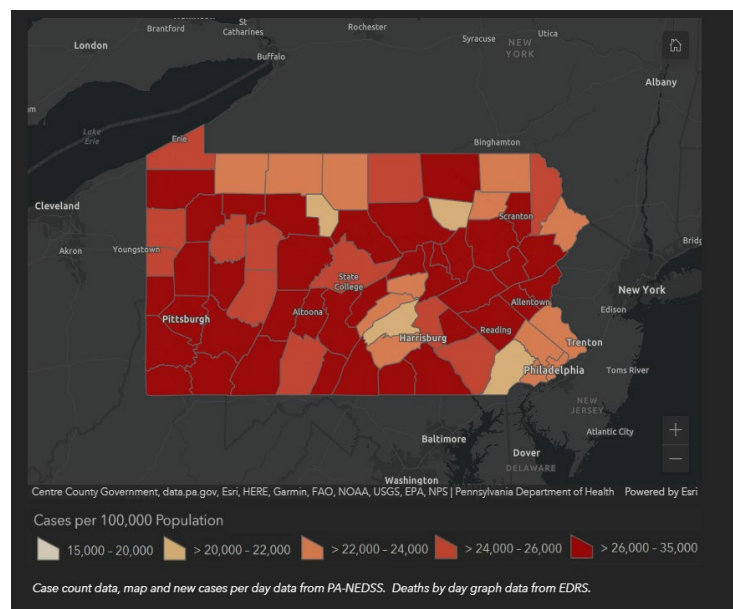 Hamilton
St
Catharines
Brantford
Rochester
London
Syracuse
Utica
NEW
YORK
Buffalo
Albany
Lake
Erie
Erie
Binghamton
Cleveland
Scranton
Akron
Youngstown
State
College
New York
Allentown
Edison
Pittsburgh
Altoona
Harrisburg
Reading
Trenton
Philadelphia
Toms River
NEW
JERSEY
Atlantic City
+
Baltimore
Dover
−
DELAWARE
Washington
Centre County Government, data.pa.gov, Esri, HERE, Garmin, FAO, NOAA, USGS, EPA, NPS | Pennsylvania Department of Health Powered by Esri
Cases per 100,000 Population
15,000 - 20,000 > 20,000 - 22,000 > 22,000 - 24,000 > 24,000 - 26,000 > 26,000 - 35,000
Case count data, map and new cases per day data from PA-NEDSS. Deaths by day graph data from EDRS.